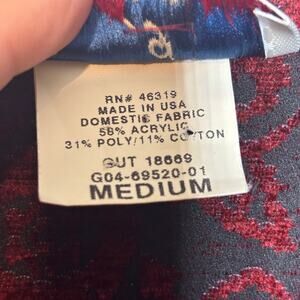 RN# 46319
MADE IN USA
DOMESTIC FABRIC
58% ACRYLIC
31% POLY/11% COTTON
CUT 18669
G04-69520-01
MEDIUM